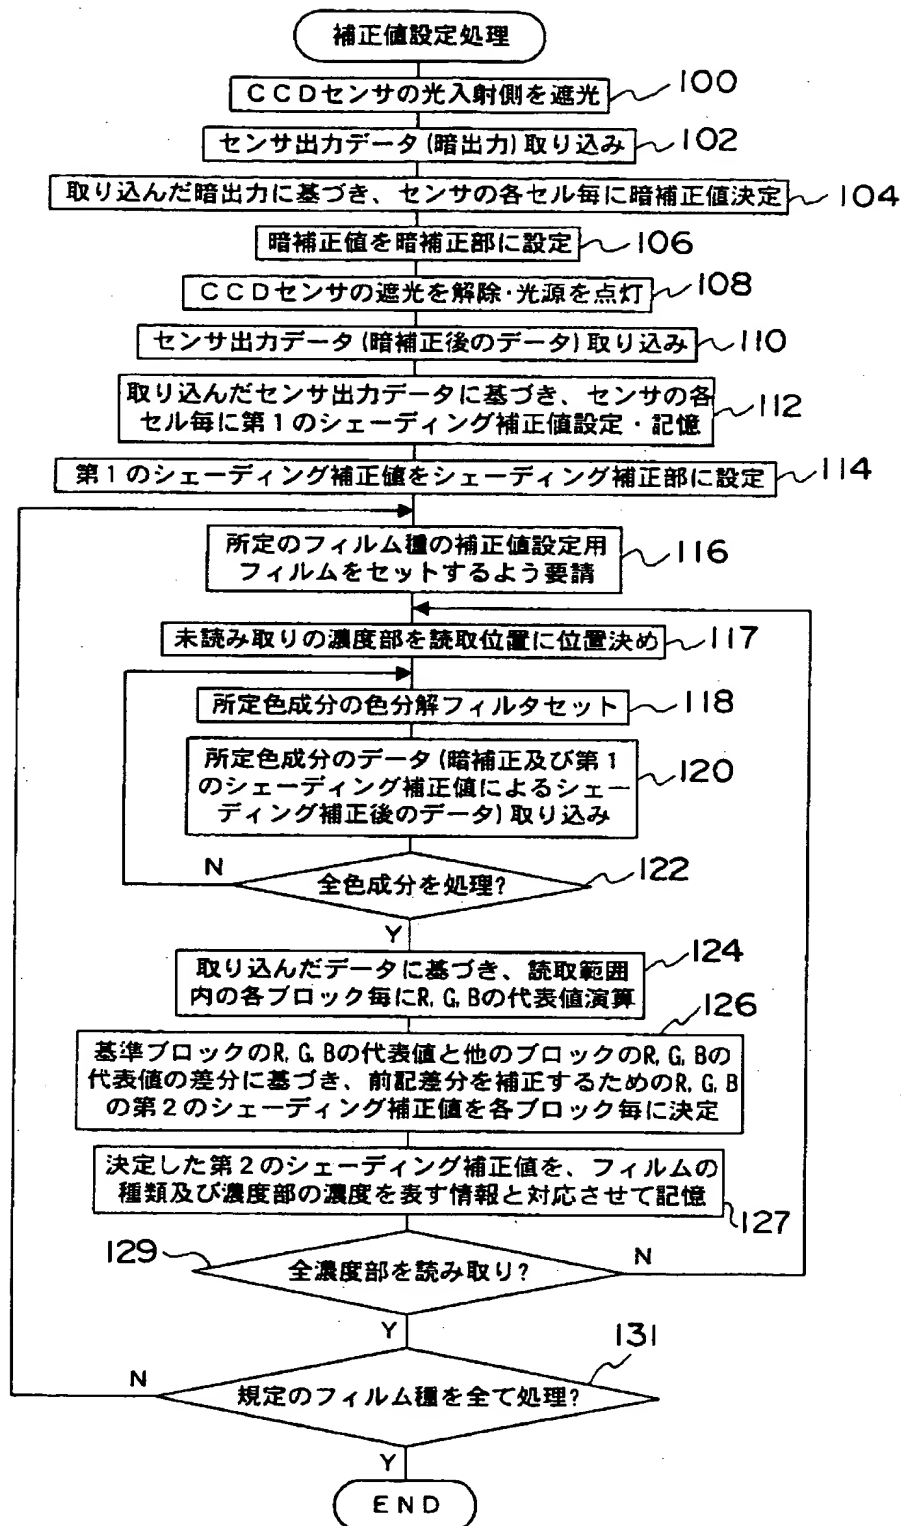 補正値設定処理
CCDセンサの光入射側を遮光
100
センサ出力データ(暗出力)取り込み
102
取り込んだ暗出力に基づき、センサの各セル毎に暗補正値決定
104
暗補正値を暗補正部に設定
106
CCDセンサの遮光を解除・光源を点灯
108
センサ出力データ(暗補正後のデータ)取り込み
110
取り込んだセンサ出力データに基づき、センサの各
セル毎に第1のシェーディング補正値設定・記憶
112
第1のシェーディング補正値をシェーディング補正部に設定
114
所定のフィルム種の補正値設定用
フィルムをセットするよう要請
116
未読み取りの濃度部を読取位置に位置決め
117
所定色成分の色分解フィルタセット
118
所定色成分のデータ(暗補正及び第1
のシェーディング補正値によるシェー
ディング補正後のデータ)取り込み
120
N
全色成分を処理?
122
Y
取り込んだデータに基づき、読取範囲
内の各ブロック毎にR,G,Bの代表値演算
124
126
基準ブロックのR,G,Bの代表値と他のブロックのR,G,Bの
代表値の差分に基づき、前記差分を補正するためのR,G,B
の第2のシェーディング補正値を各ブロック毎に決定
決定した第2のシェーディング補正値を、フィルムの
種類及び濃度部の濃度を表す情報と対応させて記憶
127
129
全濃度部を読み取り?
N
Y
131
N
規定のフィルム種を全て処理?
Y
END